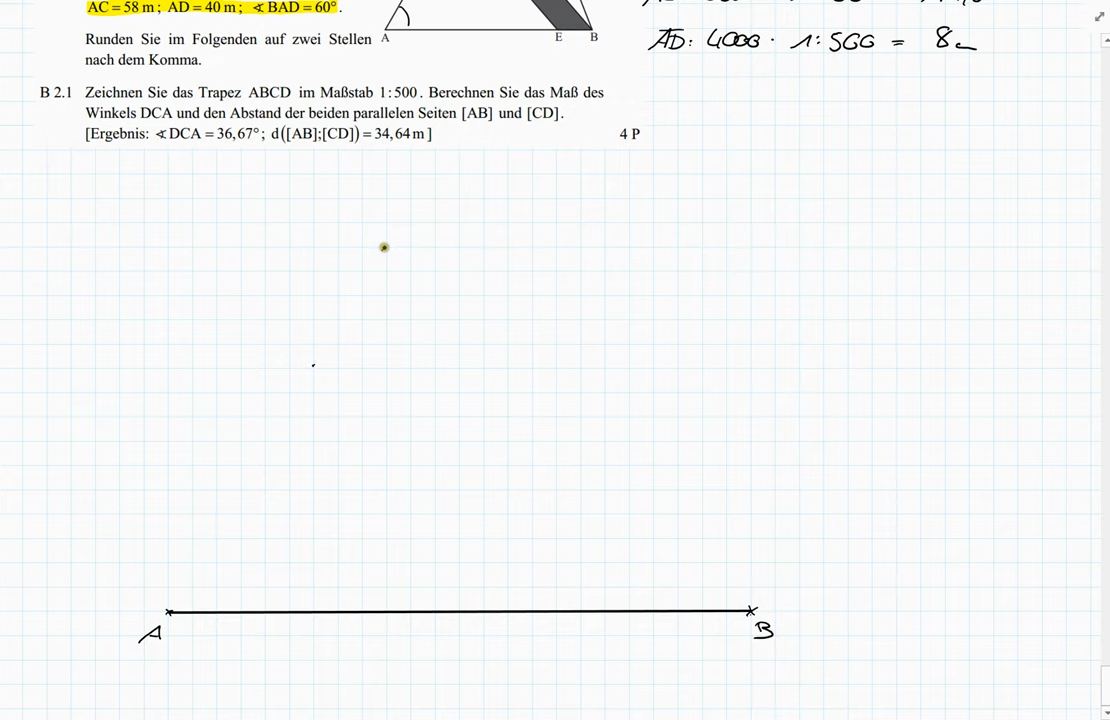 AC = 58 m ; AD = 40 m ; ∢ BAD = 60° .
Runden Sie im Folgenden auf zwei Stellen
nach dem Komma.
A
E
B
AD: 4000 · 1:500 = 8cm
B 2.1 Zeichnen Sie das Trapez ABCD im Maßstab 1:500. Berechnen Sie das Maß des
Winkels DCA und den Abstand der beiden parallelen Seiten [AB] und [CD].
[Ergebnis: ∢ DCA = 36,67°; d([AB];[CD]) = 34,64 m ]
4 P
A
B